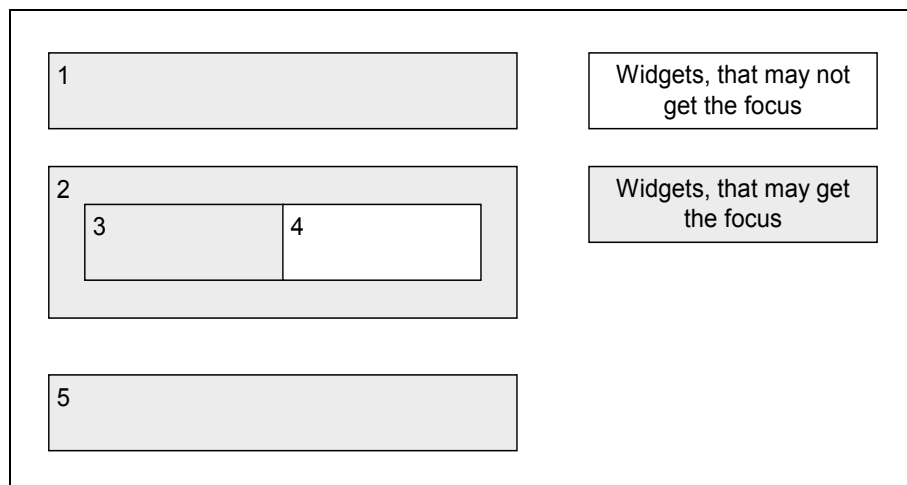 1
Widgets, that may not
get the focus
2
3
4
Widgets, that may get
the focus
5